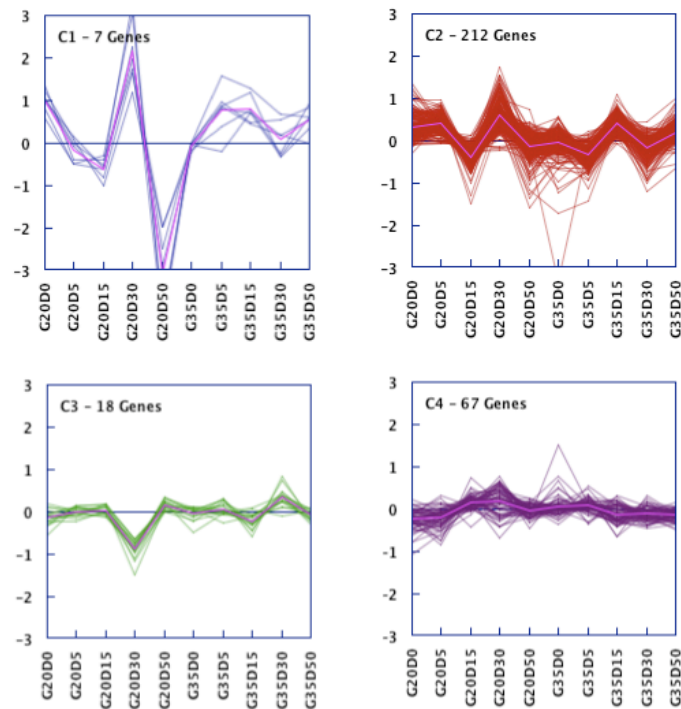 C1 – 7 Genes
3
2
1
0
-1
-2
-3
G20D0
G20D5
G20D15
G20D30
G20D50
G35D0
G35D5
G35D15
G35D30
G35D50
C2 – 212 Genes
3
2
1
0
-1
-2
-3
G20D0
G20D5
G20D15
G20D30
G20D50
G35D0
G35D5
G35D15
G35D30
G35D50
C3 – 18 Genes
3
2
1
0
-1
-2
-3
G20D0
G20D5
G20D15
G20D30
G20D50
G35D0
G35D5
G35D15
G35D30
G35D50
C4 – 67 Genes
3
2
1
0
-1
-2
-3
G20D0
G20D5
G20D15
G20D30
G20D50
G35D0
G35D5
G35D15
G35D30
G35D50